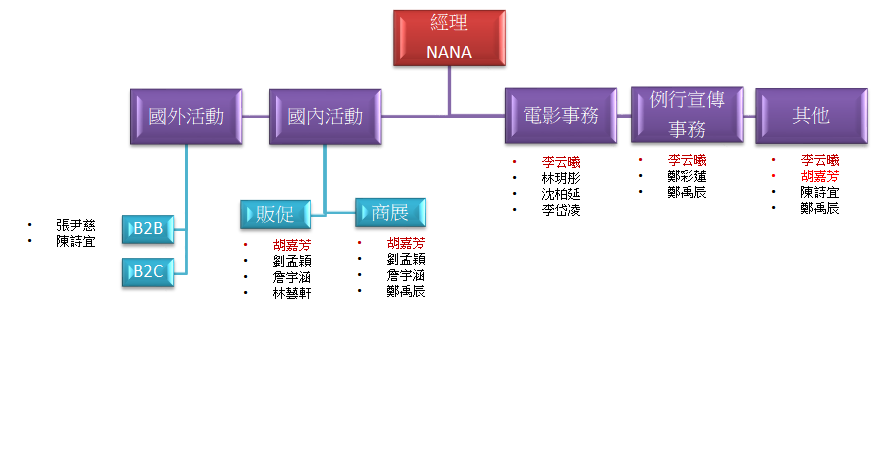 經理
NANA
國外活動
國內活動
電影事務
例行宣傳
事務
其他
李云曦
林玥彤
沈柏延
李岱凌
李云曦
鄭彩蓮
鄭禹辰
李云曦
胡嘉芳
陳詩宜
鄭禹辰
張尹慈
陳詩宜
B2B
B2C
販促
商展
胡嘉芳
劉孟穎
詹宇涵
林藝軒
胡嘉芳
劉孟穎
詹宇涵
鄭禹辰